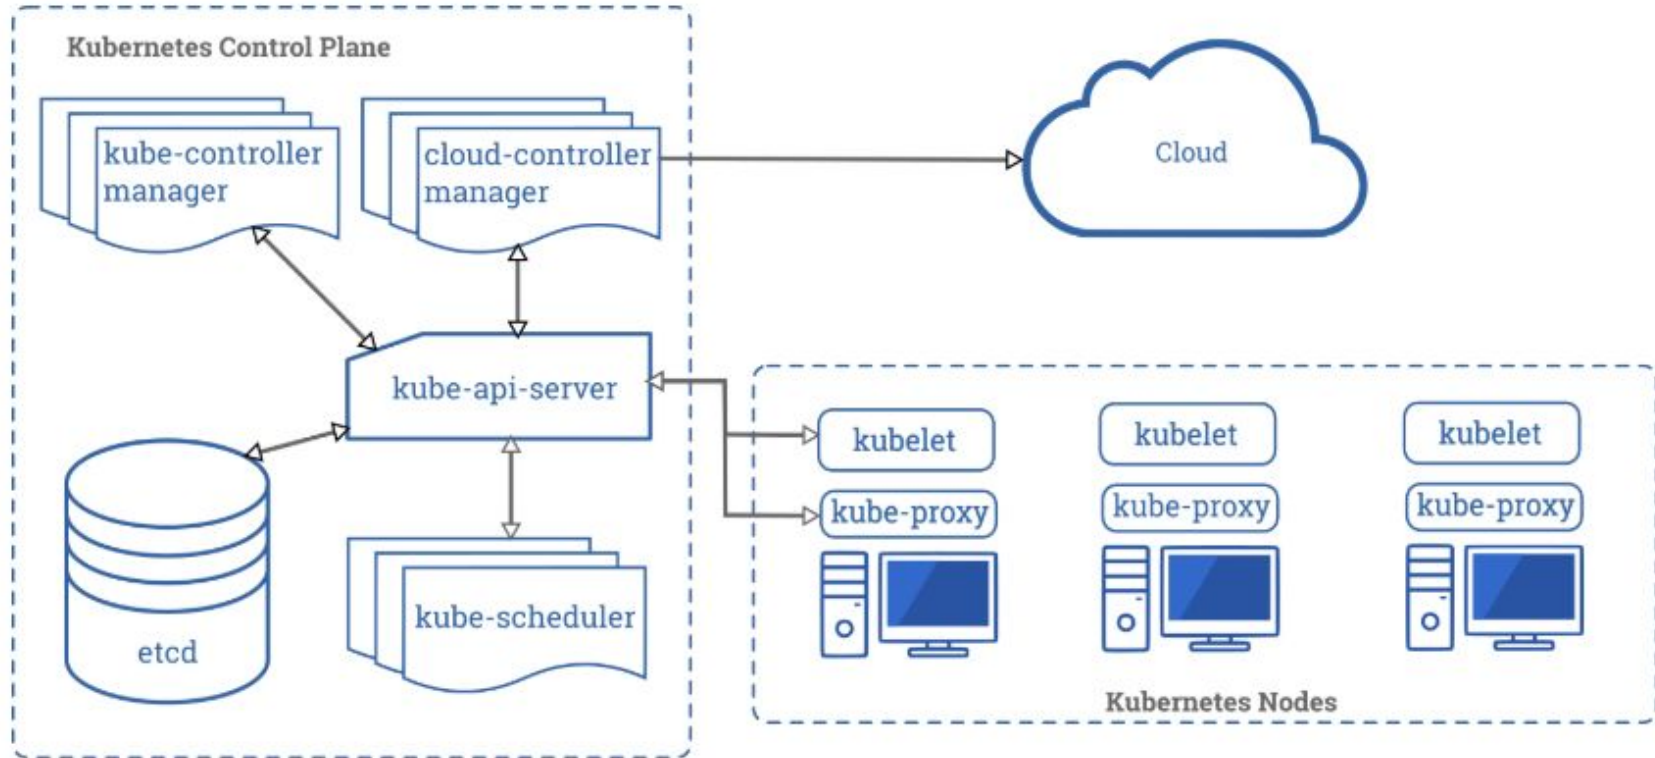 Kubernetes Control Plane
kube-controller
manager
cloud-controller
manager
Cloud
kube-api-server
etcd
kube-scheduler
kubelet
kube-proxy
kubelet
kube-proxy
kubelet
kube-proxy
Kubernetes Nodes